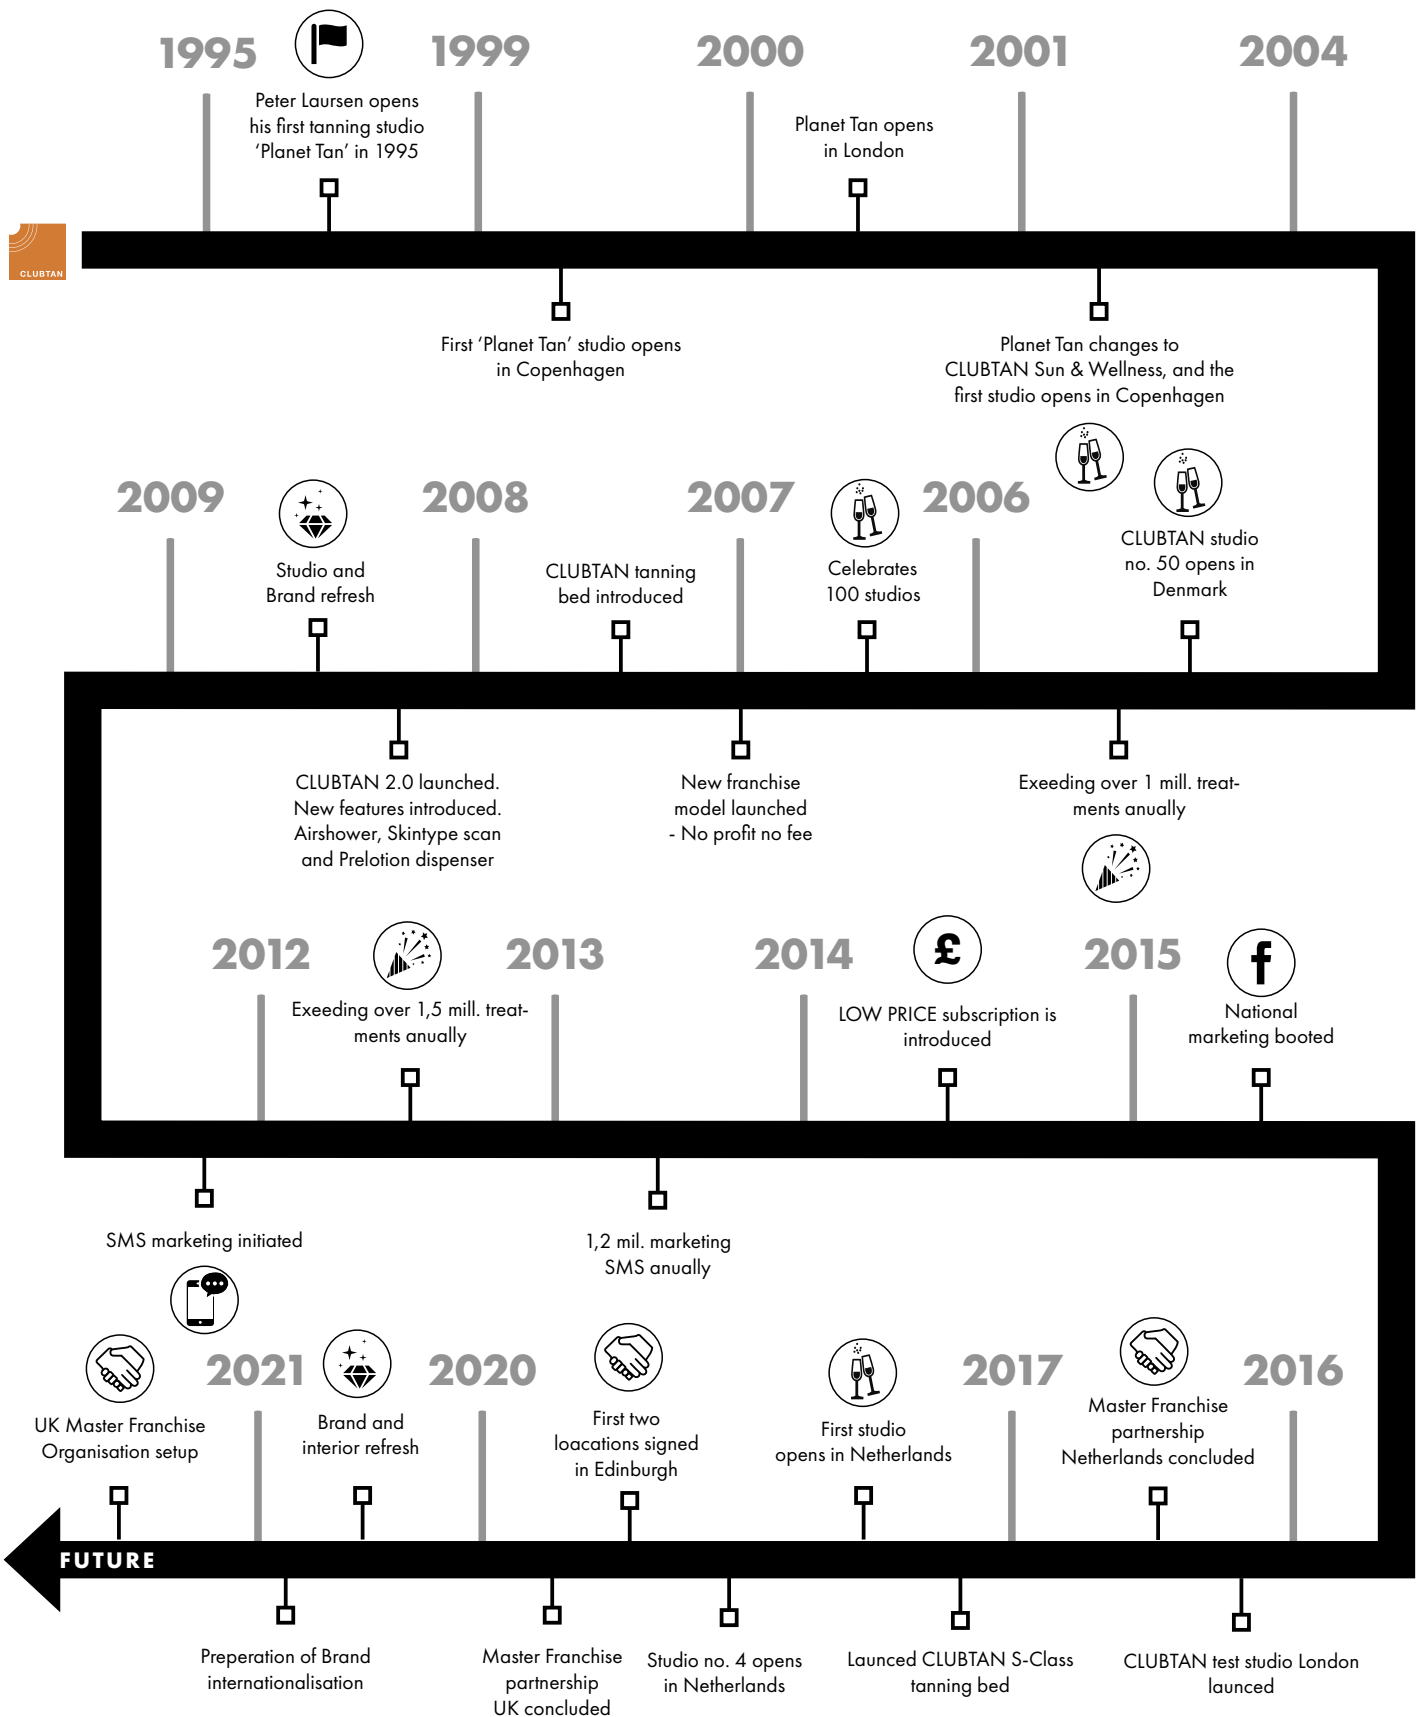 1995
1999
2000
2001
2004
Peter Laursen opens
his first tanning studio
‘Planet Tan’ in 1995
Planet Tan opens
in London
CLUBTAN
First ‘Planet Tan’ studio opens
in Copenhagen
Planet Tan changes to
CLUBTAN Sun & Wellness, and the
first studio opens in Copenhagen
2009
2008
2007
2006
Studio and
Brand refresh
CLUBTAN tanning
bed introduced
Celebrates
100 studios
CLUBTAN studio
no. 50 opens in
Denmark
CLUBTAN 2.0 launched.
New features introduced.
Airshower, Skintype scan
and Prelotion dispenser
New franchise
model launched
- No profit no fee
Exeeding over 1 mill. treat-
ments anually
2012
2013
2014
2015
Exeeding over 1,5 mill. treat-
ments anually
£
LOW PRICE subscription is
introduced
f
National
marketing booted
SMS marketing initiated
1,2 mil. marketing
SMS anually
2021
2020
2017
2016
UK Master Franchise
Organisation setup
Brand and
interior refresh
First two
loacations signed
in Edinburgh
First studio
opens in Netherlands
Master Franchise
partnership
Netherlands concluded
FUTURE
Preperation of Brand
internationalisation
Master Franchise
partnership
UK concluded
Studio no. 4 opens
in Netherlands
Launced CLUBTAN S-Class
tanning bed
CLUBTAN test studio London
launced